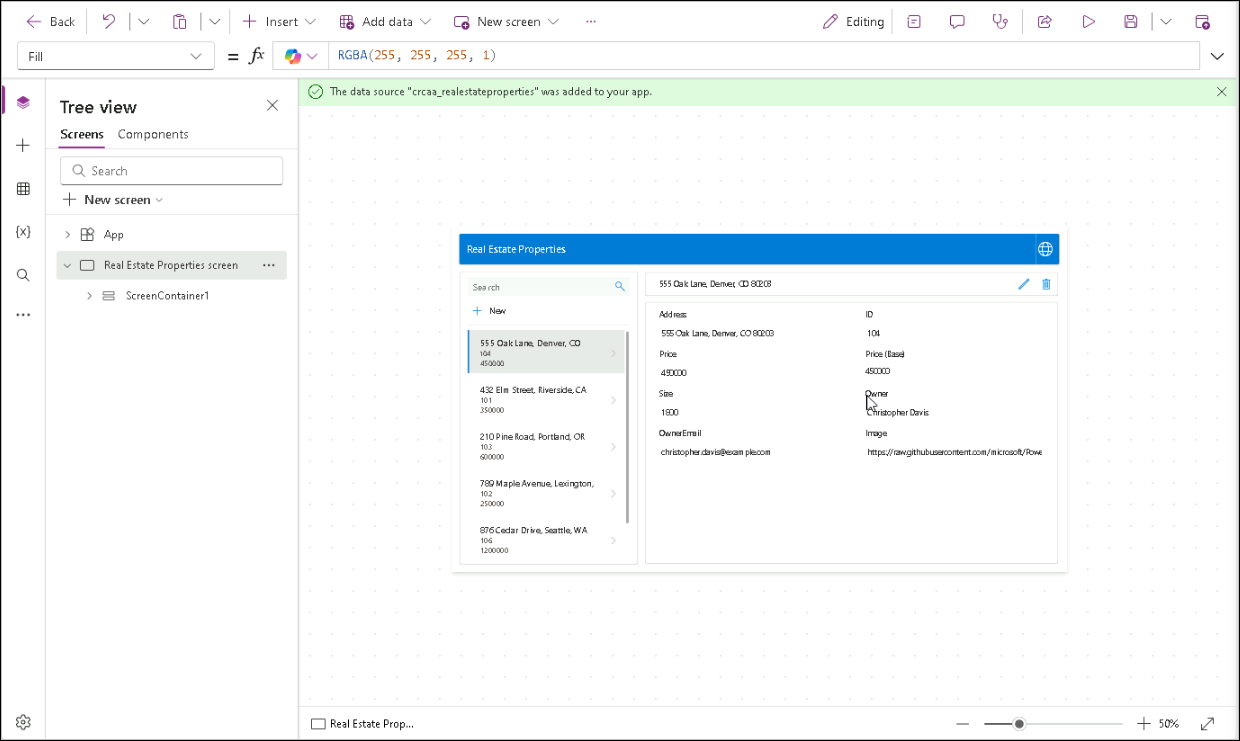 Back
Insert
Add data
New screen
...
Editing
Fill
= fx
RGBA(255, 255, 255, 1)
Tree view
Screens
Components
Search
New screen
App
Real Estate Properties screen
...
ScreenContainer1
The data source "crcaa_realestateproperties" was added to your app.
Real Estate Properties
Search
New
555 Oak Lane, Denver, CO
104
450000
432 Elm Street, Riverside, CA
101
350000
210 Pine Road, Portland, OR
103
600000
789 Maple Avenue, Lexington,
102
250000
876 Cedar Drive, Seattle, WA
106
1200000
555 Oak Lane, Denver, CO 80203
Address
ID
555 Oak Lane, Denver, CO 80203
104
Price
Price (Base)
450000
450000
Size
Owner
1800
Christopher Davis
OwnerEmail
Image
christopher.davis@example.com
https://raw.githubusercontent.com/microsoft/Powe
Real Estate Prop...
50%